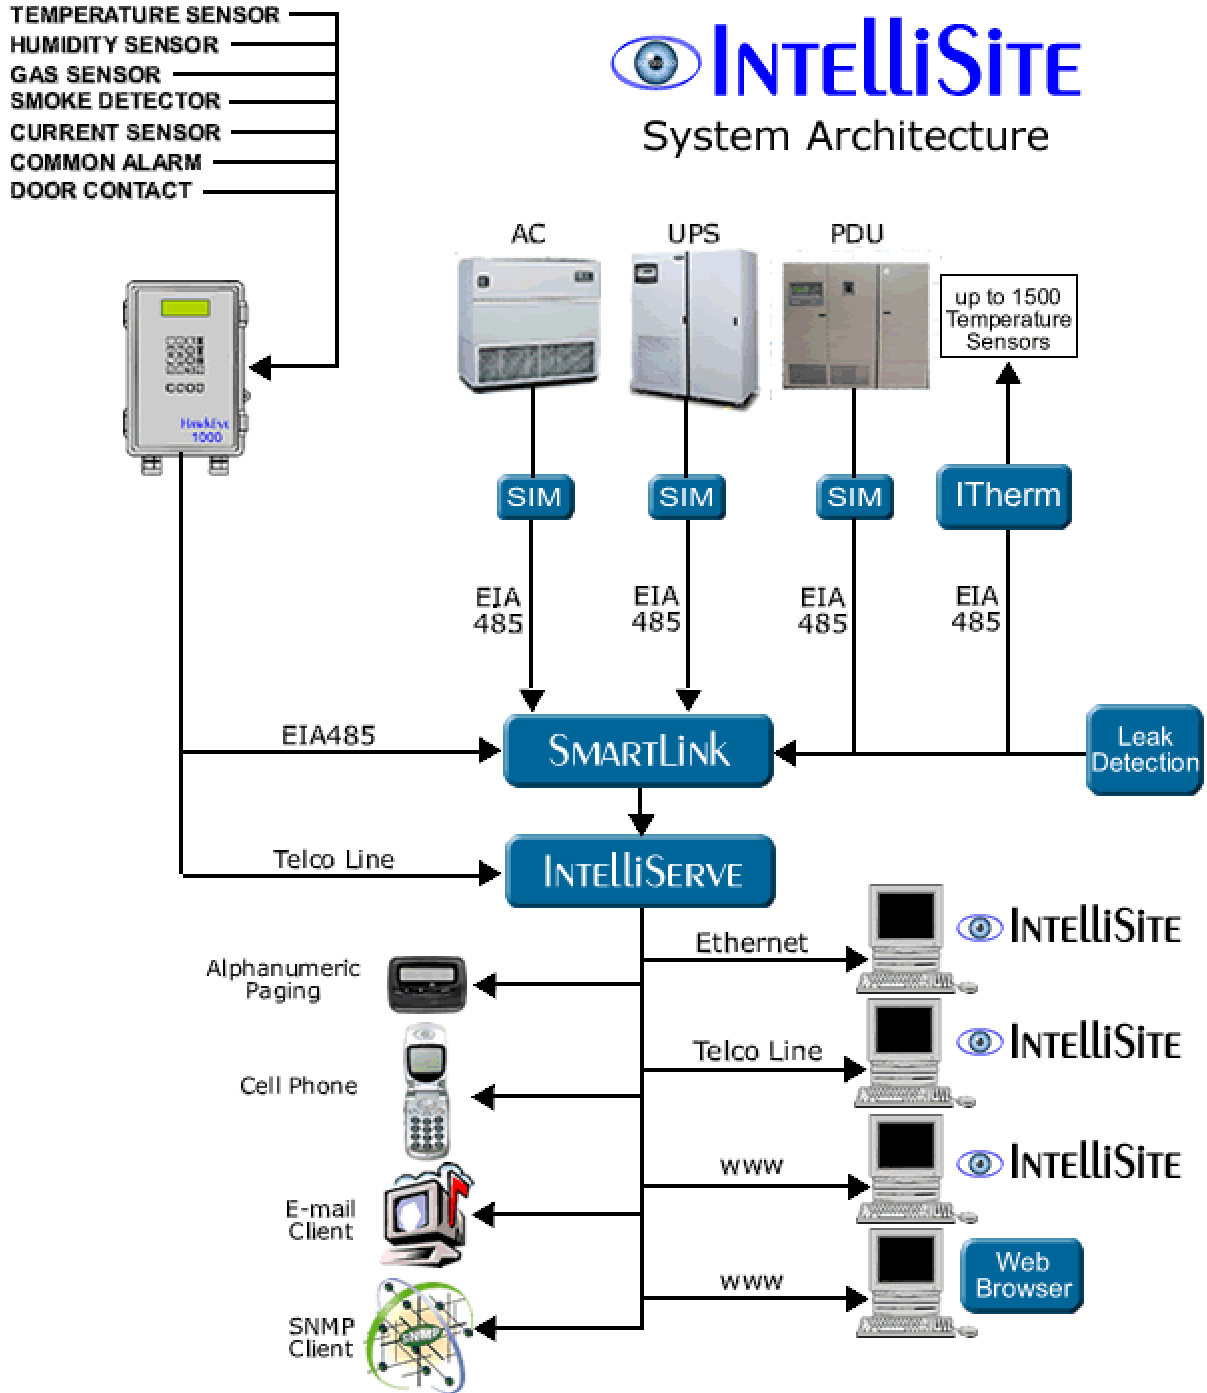 TEMPERATURE SENSOR
HUMIDITY SENSOR
GAS SENSOR
SMOKE DETECTOR
CURRENT SENSOR
COMMON ALARM
DOOR CONTACT
INTELLISITE
System Architecture
AC
UPS
PDU
up to 1500
Temperature
Sensors
HawkEye
1000
SIM
SIM
SIM
ITherm
EIA
485
EIA
485
EIA
485
EIA
485
EIA485
SMARTLINK
Leak
Detection
Telco Line
INTELLISERVE
Ethernet
INTELLISITE
Alphanumeric
Paging
Telco Line
INTELLISITE
Cell Phone
www
INTELLISITE
E-mail
Client
www
Web
Browser
SNMP
Client
SNMP